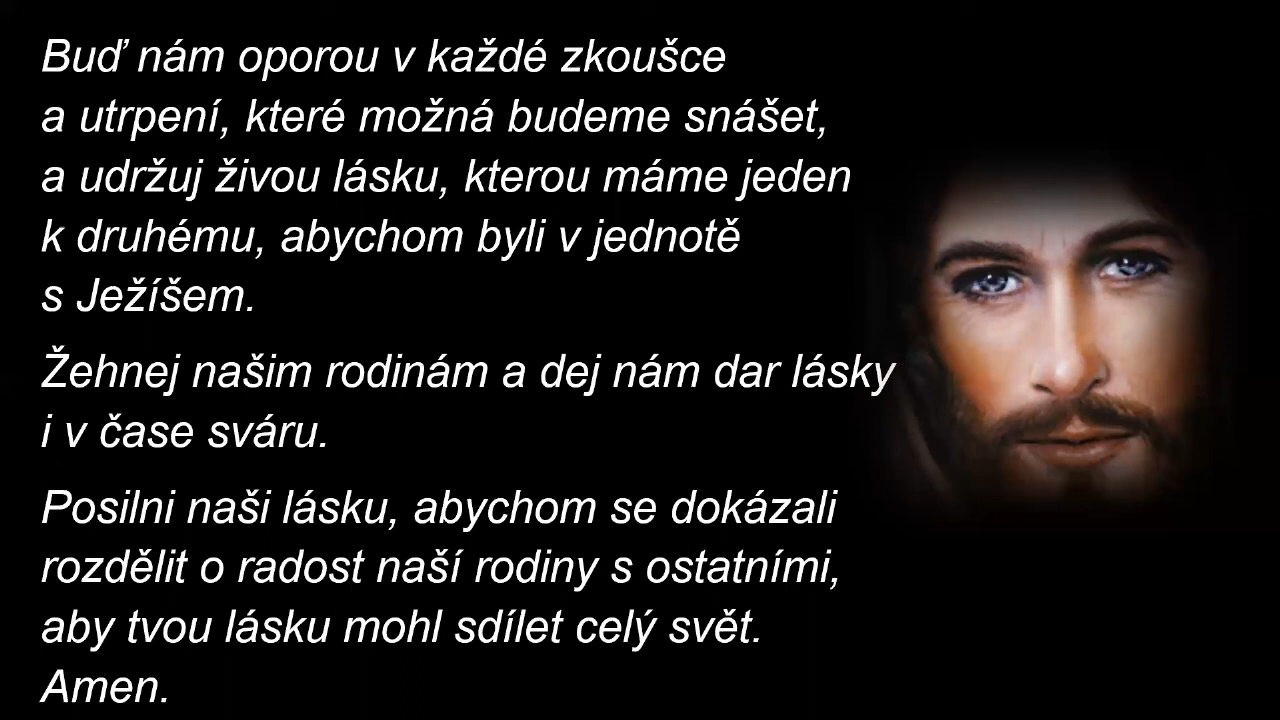 Buď nám oporou v každé zkoušce
a utrpení, které možná budeme snášet,
a udržuj živou lásku, kterou máme jeden
k druhému, abychom byli v jednotě
s Ježíšem.
Žehnej našim rodinám a dej nám dar lásky
i v čase sváru.
Posilni naši lásku, abychom se dokázali
rozdělit o radost naší rodiny s ostatními,
aby tvou lásku mohl sdílet celý svět.
Amen.